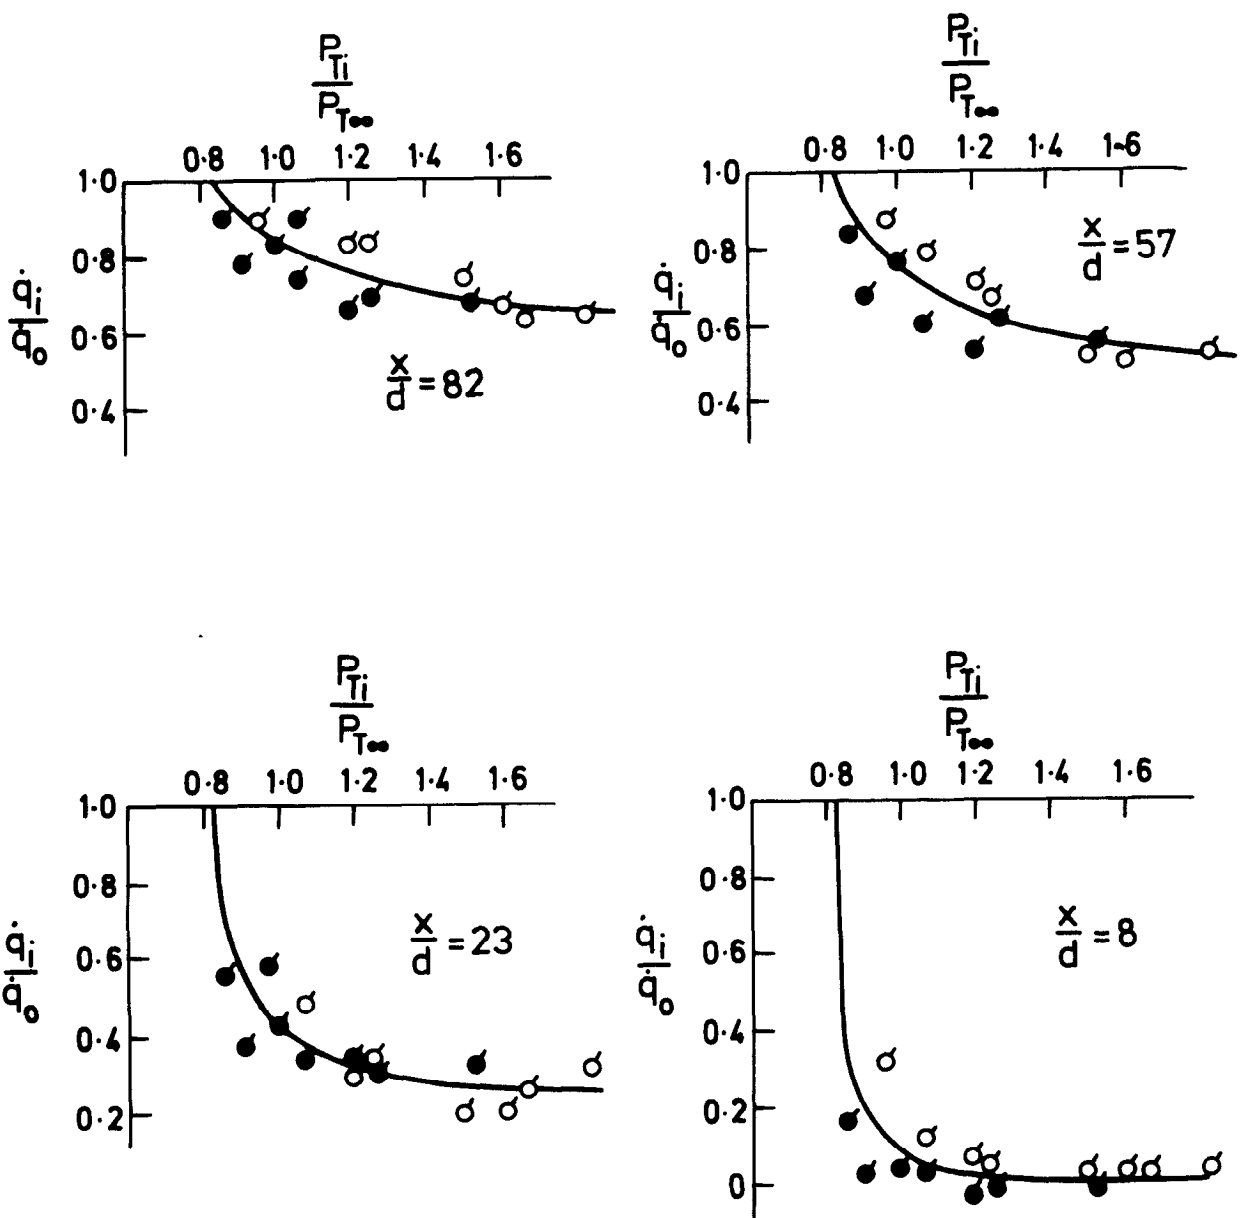 P_Ti / P_T∞
0·8 1·0 1·2 1·4 1·6
1·0
0·8
q̇_i / q̇_o
0·6
0·4
x/d = 82
P_Ti / P_T∞
0·8 1·0 1·2 1·4 1·6
1·0
0·8
q̇_i / q̇_o
0·6
0·4
x/d = 57
P_Ti / P_T∞
0·8 1·0 1·2 1·4 1·6
1·0
0·8
q̇_i / q̇_o
0·6
0·4
0·2
x/d = 23
P_Ti / P_T∞
0·8 1·0 1·2 1·4 1·6
1·0
0·8
q̇_i / q̇_o
0·6
0·4
0·2
0
x/d = 8